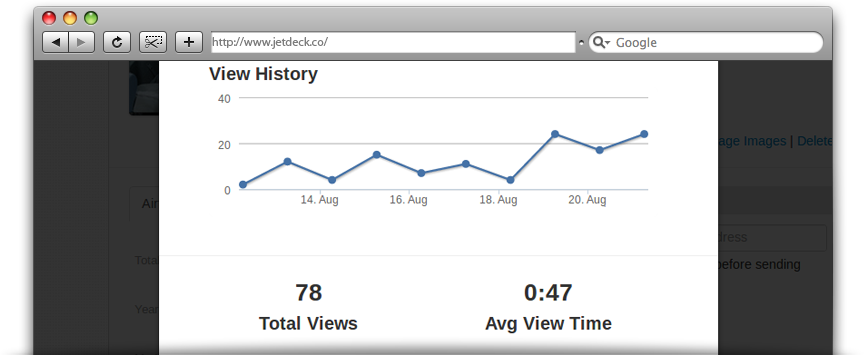 http://www.jetdeck.co/
Google
View History
40
20
0
14. Aug
16. Aug
18. Aug
20. Aug
age Images | Delete
Air
dress
Tota
before sending
Year
78
0:47
Total Views
Avg View Time